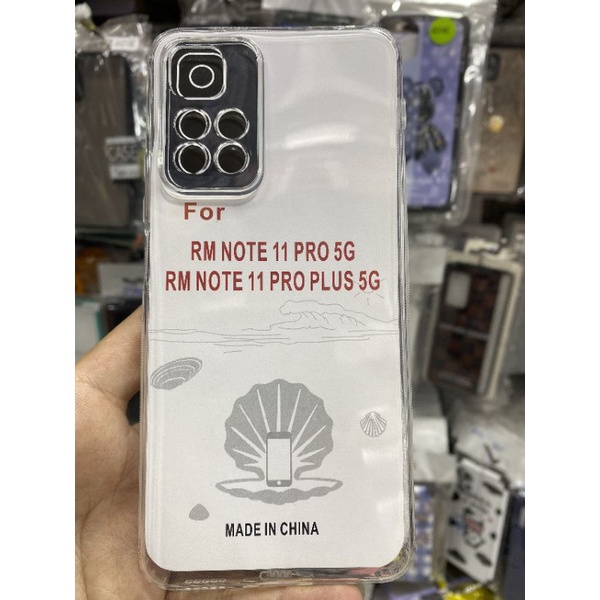 For
RM NOTE 11 PRO 5G
RM NOTE 11 PRO PLUS 5G
MADE IN CHINA